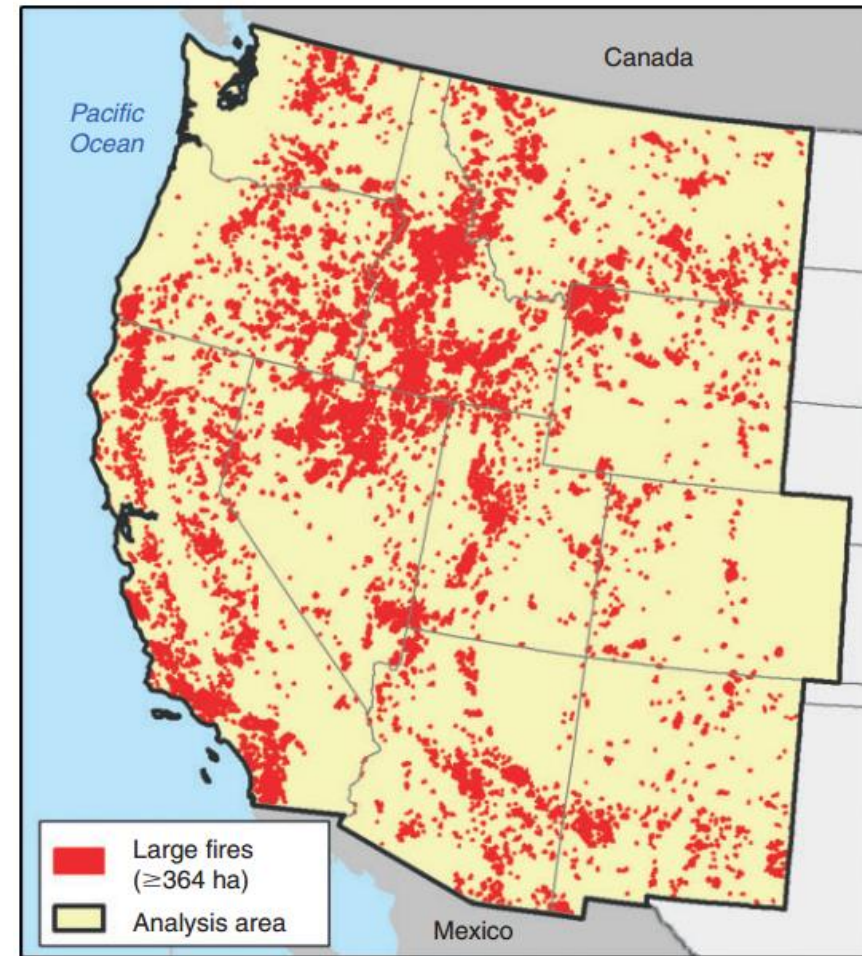 Canada
Pacific
Ocean
Large fires
(≥364 ha)
Analysis area
Mexico